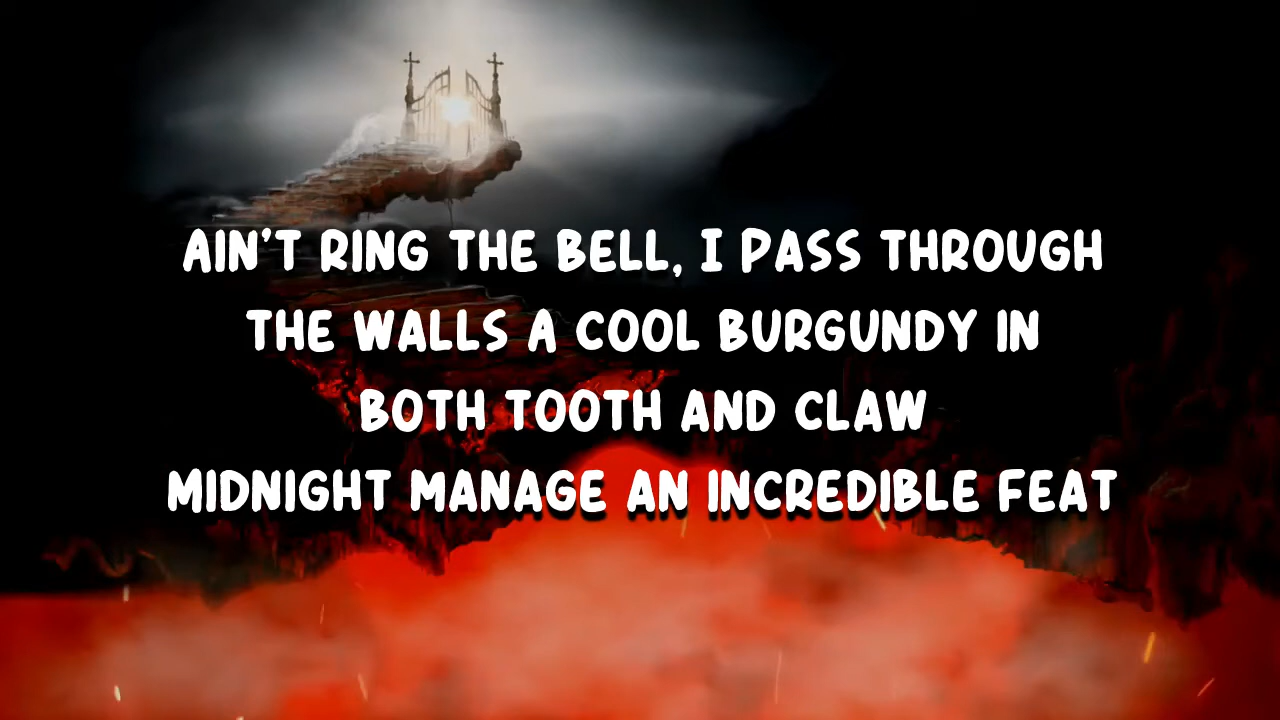 AIN'T RING THE BELL, I PASS THROUGH
THE WALLS A COOL BURGUNDY IN
BOTH TOOTH AND CLAW
MIDNIGHT MANAGE AN INCREDIBLE FEAT